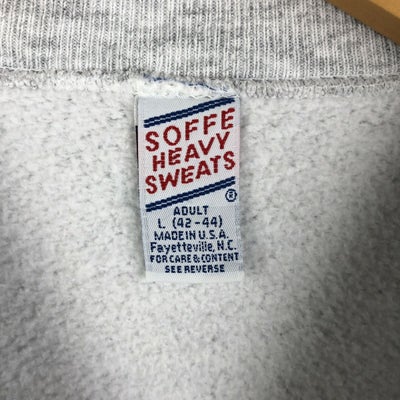 SOFFE
HEAVY
SWEATS
®
ADULT
L (42-44)
MADE IN U.S.A.
Fayetteville, N.C.
FOR CARE & CONTENT
SEE REVERSE